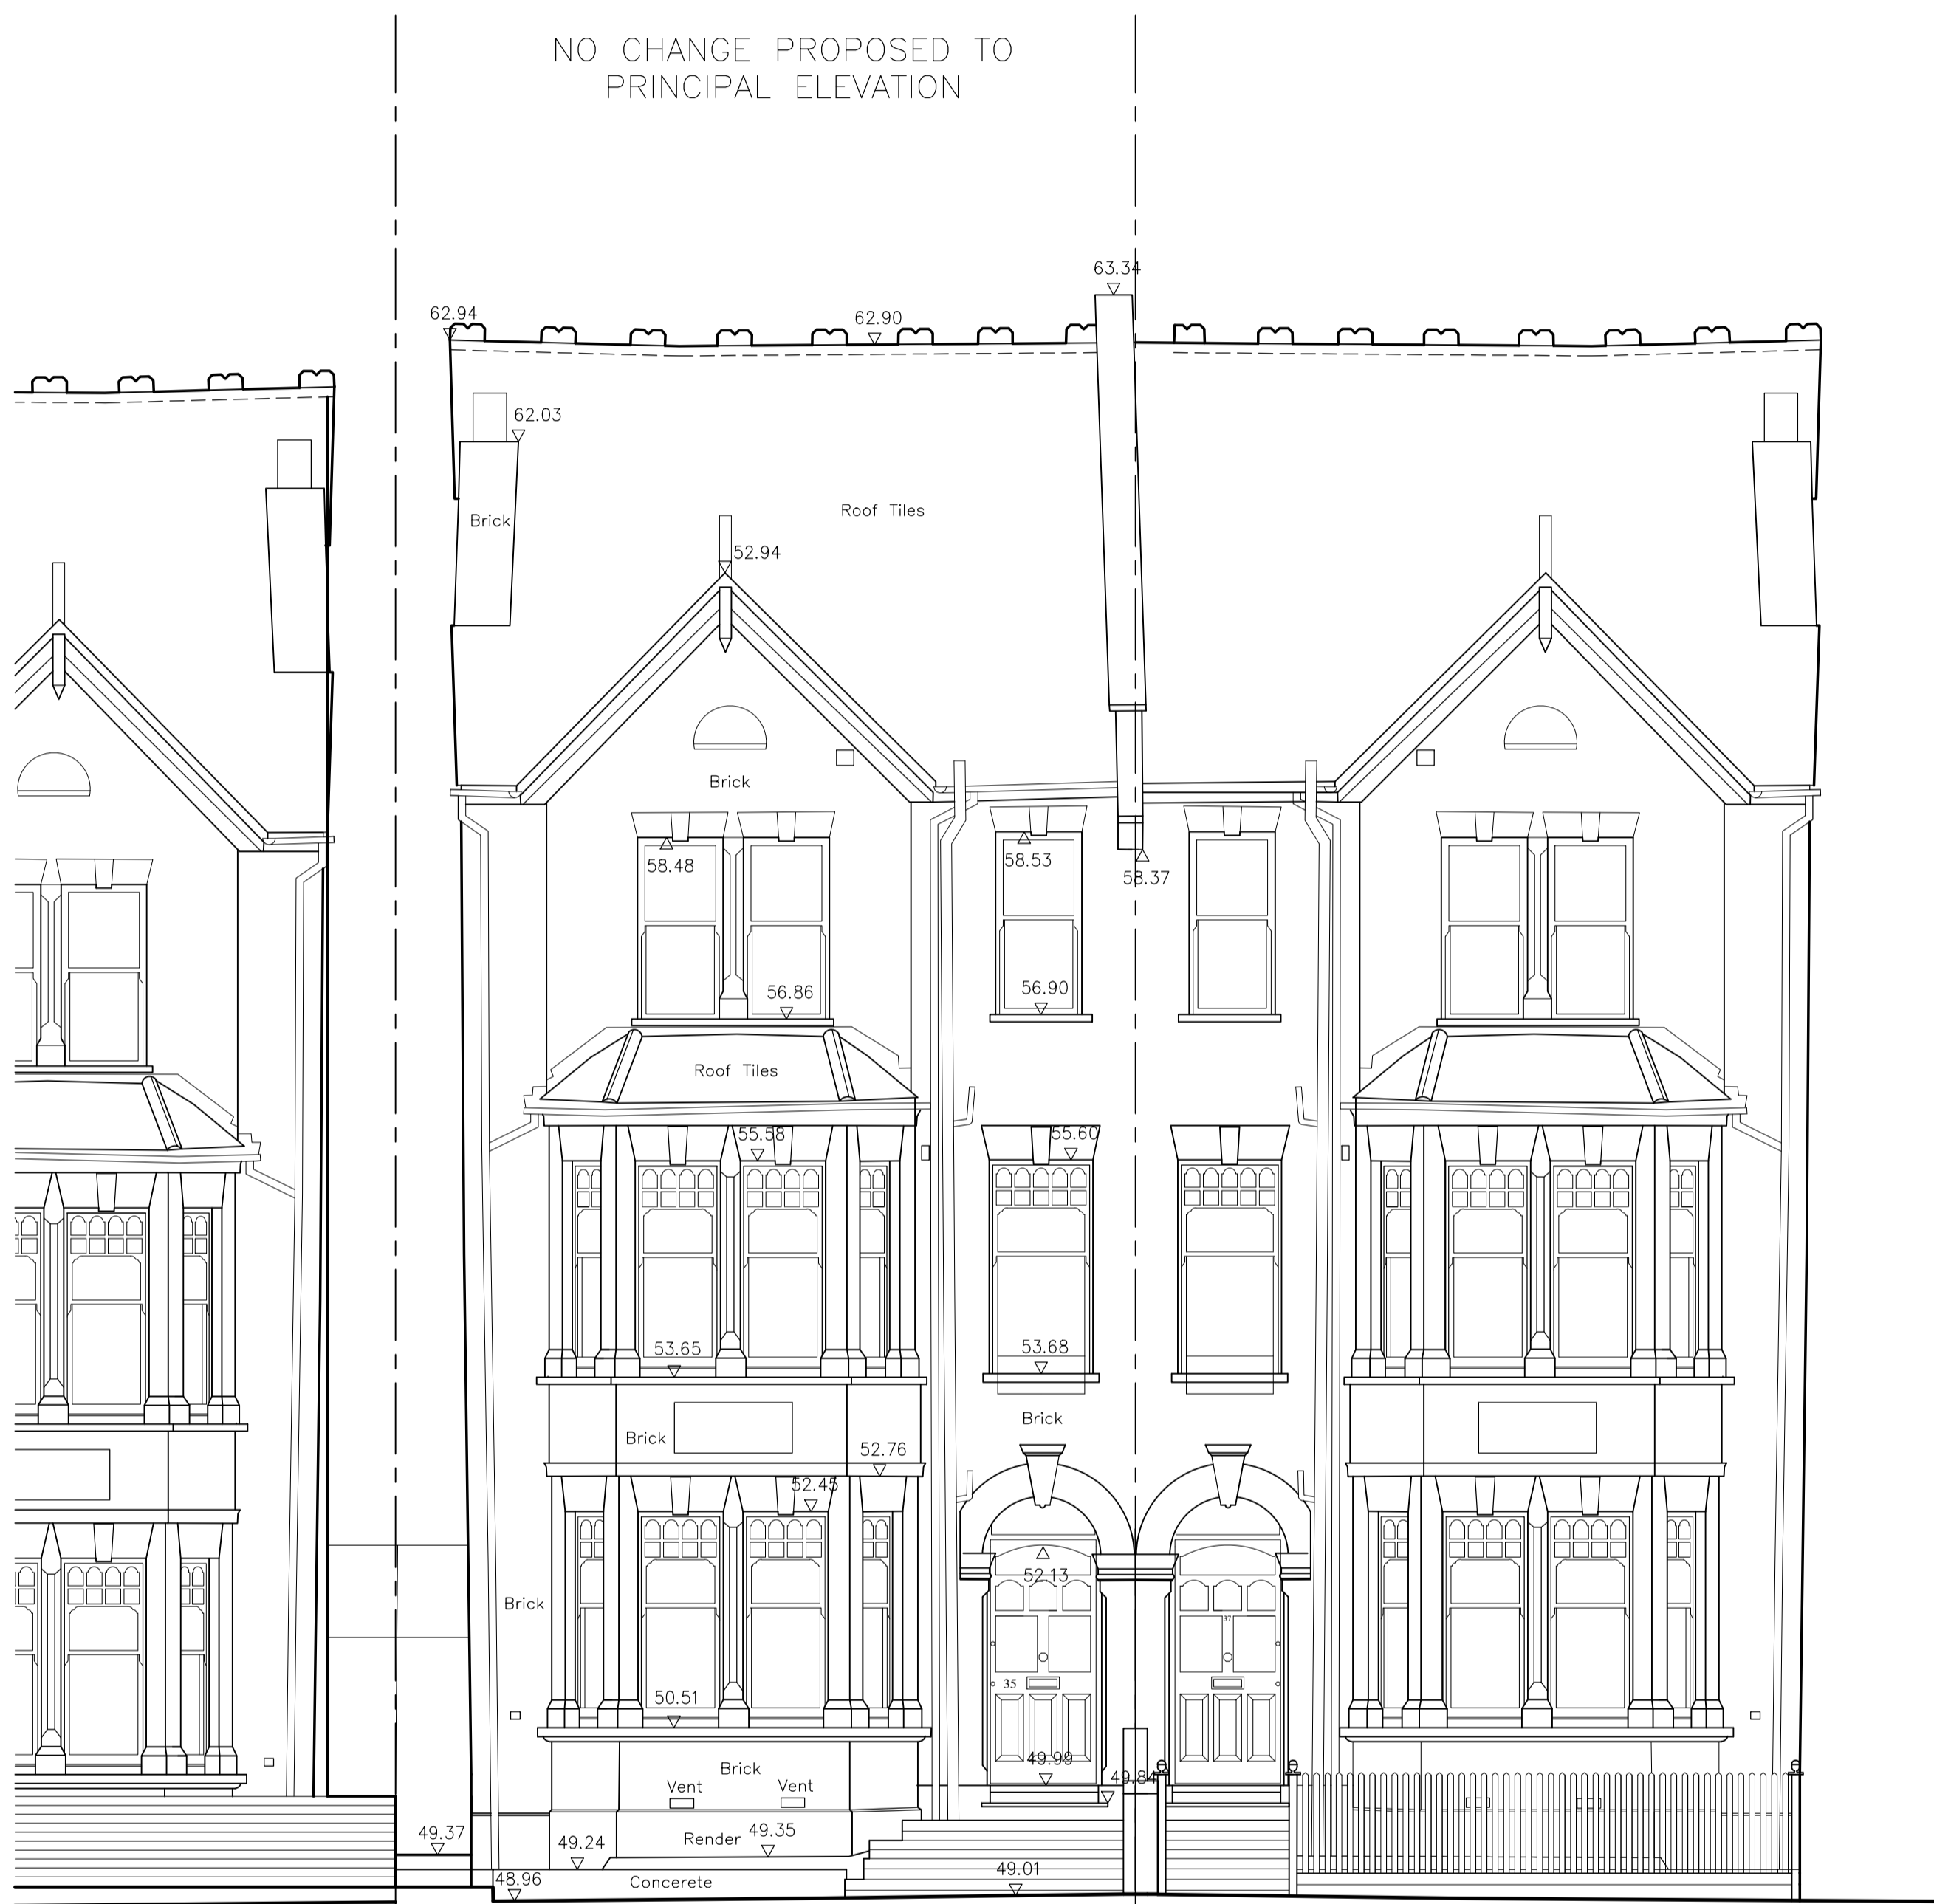 NO CHANGE PROPOSED TO
PRINCIPAL ELEVATION
63.34
62.94
62.90
62.03
Roof Tiles
Brick
52.94
Brick
58.48
58.53
58.37
56.86
56.90
Roof Tiles
55.58
55.60
53.65
53.68
Brick
Brick
52.76
52.45
52.13
Brick
37
35
50.51
49.99
Brick
49.84
Vent
Vent
49.37
49.24
Render
49.35
48.96
Concerete
49.01